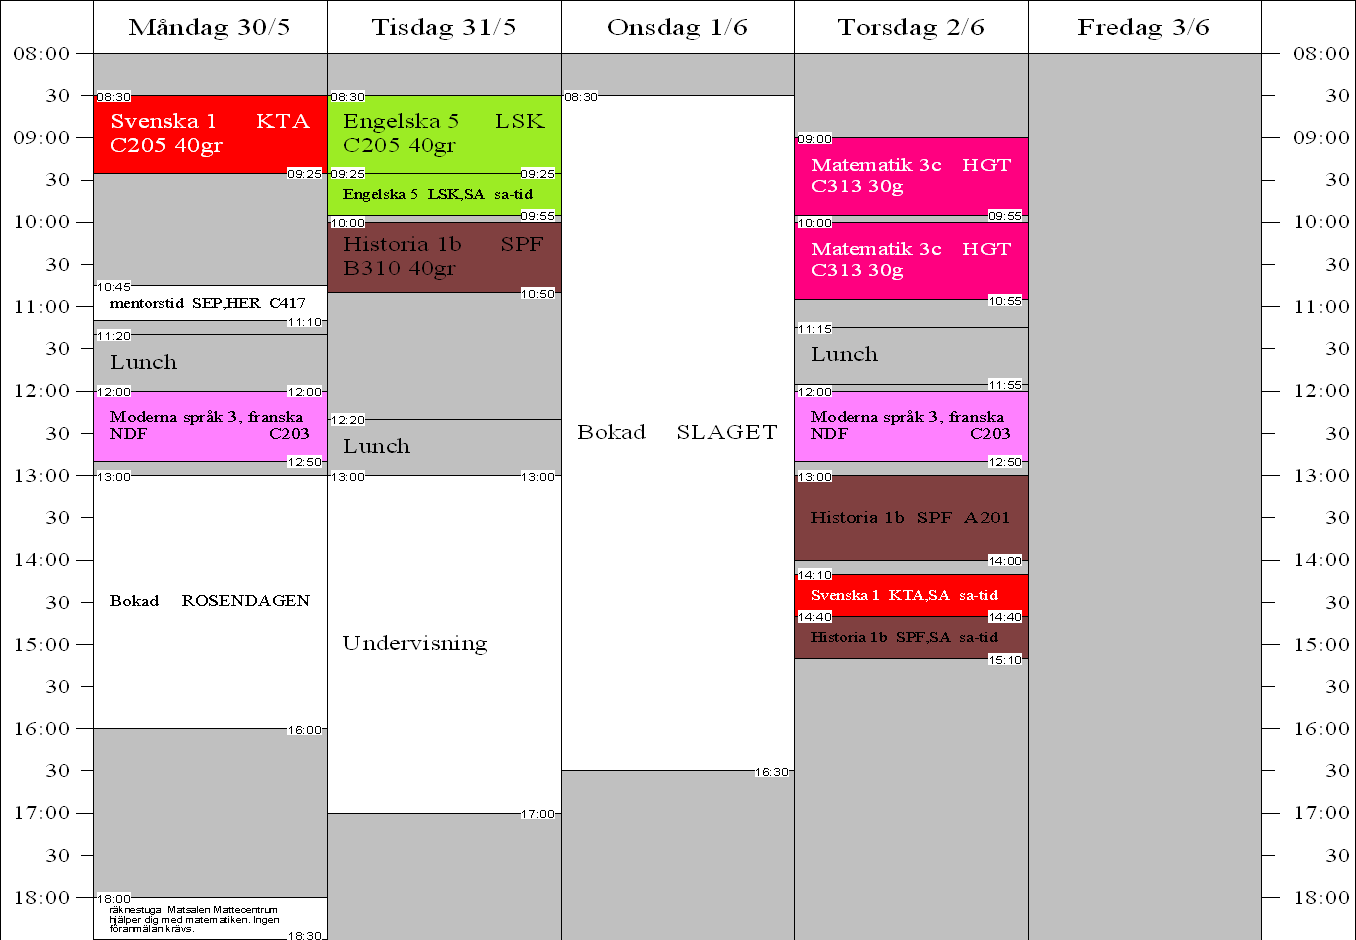 Måndag 30/5
Tisdag 31/5
Onsdag 1/6
Torsdag 2/6
Fredag 3/6
08:00
30
09:00
30
10:00
30
11:00
30
12:00
30
13:00
30
14:00
30
15:00
30
16:00
30
17:00
30
18:00
08:30
Svenska 1 KTA
C205 40gr
09:25
10:45
mentorstid SEP,HER C417
11:10
11:20
Lunch
12:00
12:00
Moderna språk 3, franska
NDF C203
12:50
13:00
Bokad ROSENDAGEN
16:00
18:00
räknestuga Matsalen Mattecentrum
hjälper dig med matematiken. Ingen
föranmälan krävs.
18:30
08:30
Engelska 5 LSK
C205 40gr
09:25
09:25
Engelska 5 LSK,SA sa-tid
09:55
10:00
Historia 1b SPF
B310 40gr
10:50
12:20
Lunch
13:00
13:00
Undervisning
17:00
08:30
Bokad SLAGET
16:30
09:00
Matematik 3c HGT
C313 30g
09:55
10:00
Matematik 3c HGT
C313 30g
10:55
11:15
Lunch
11:55
12:00
Moderna språk 3, franska
NDF C203
12:50
13:00
Historia 1b SPF A201
14:00
14:10
Svenska 1 KTA,SA sa-tid
14:40
14:40
Historia 1b SPF,SA sa-tid
15:10
08:00
30
09:00
30
10:00
30
11:00
30
12:00
30
13:00
30
14:00
30
15:00
30
16:00
30
17:00
30
18:00